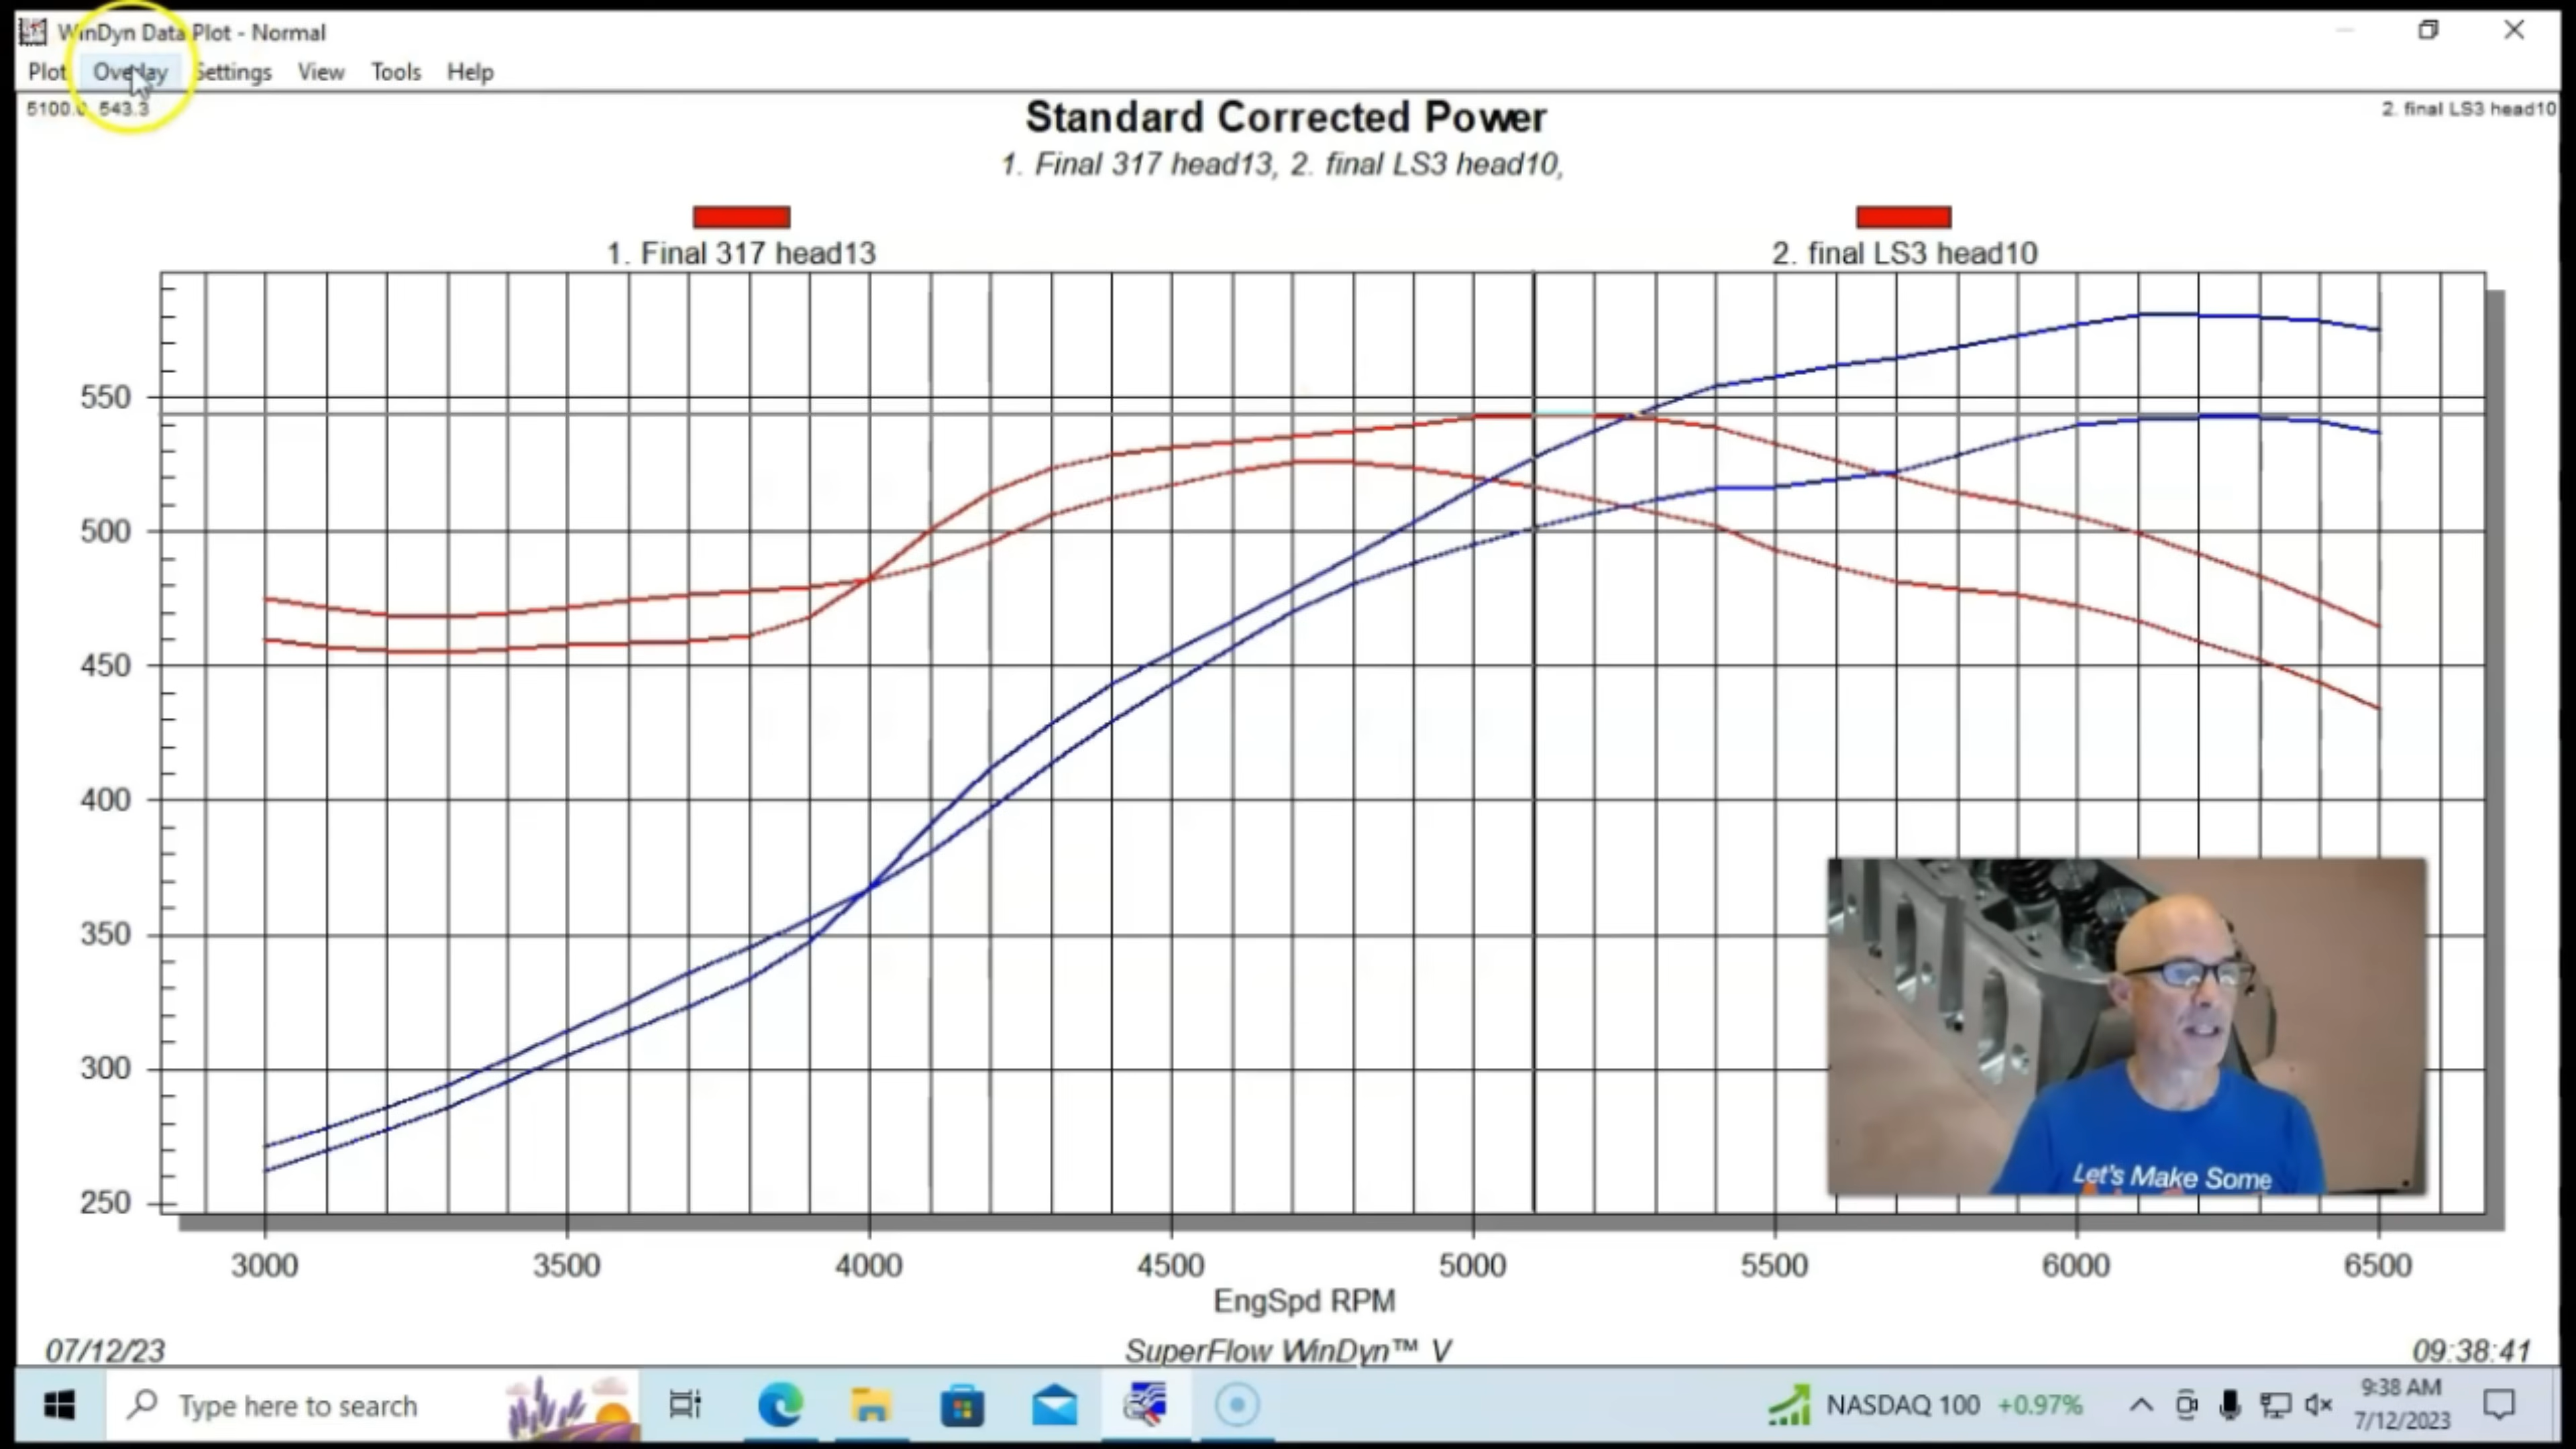 WinDyn Data Plot - Normal
Plot Overlay Settings View Tools Help
5100.0 543.3
2. final LS3 head10
Standard Corrected Power
1. Final 317 head13, 2. final LS3 head10,
1. Final 317 head13
2. final LS3 head10
550
500
450
400
350
300
250
3000 3500 4000 4500 5000 5500 6000 6500
EngSpd RPM
Let's Make Some
07/12/23
SuperFlow WinDyn™ V
09:38:41
Type here to search
NASDAQ 100 +0.97%
9:38 AM
7/12/2023